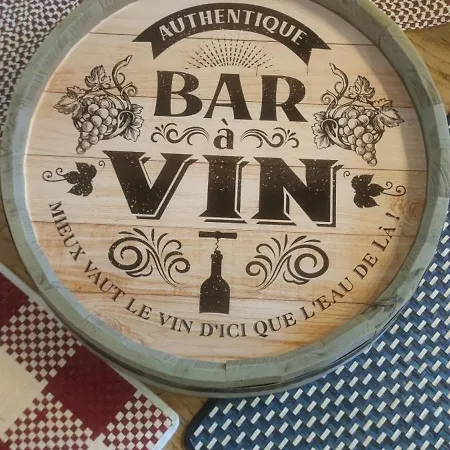 AUTHENTIQUE
BAR
à
VIN
MIEUX VAUT LE VIN D'ICI QUE L'EAU DE LÀ !